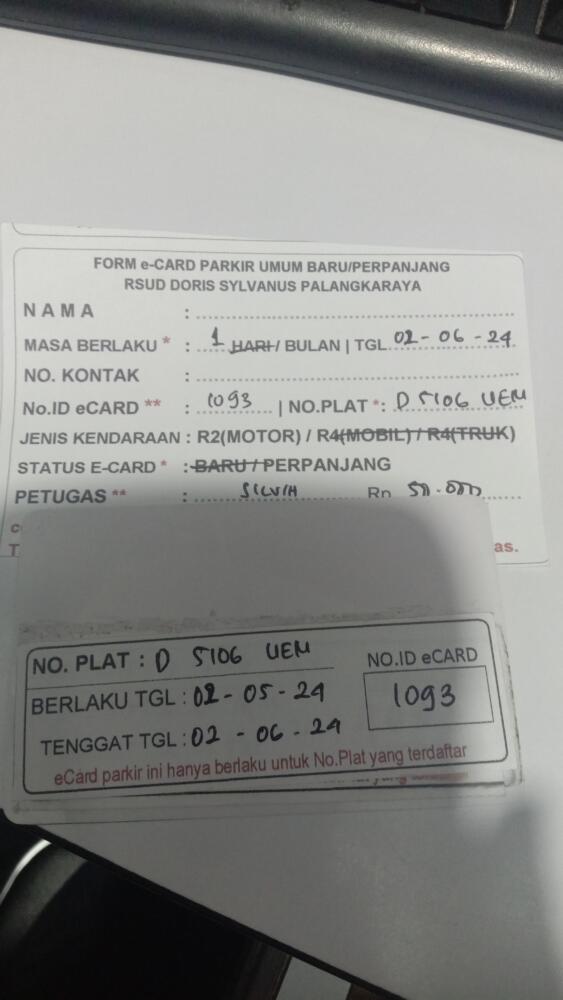 FORM e-CARD PARKIR UMUM BARU/PERPANJANG
RSUD DORIS SYLVANUS PALANGKARAYA
NAMA :
MASA BERLAKU * : 1 HARI / BULAN | TGL 02-06-24
NO. KONTAK :
No.ID eCARD ** : 1093 | NO.PLAT *: D 5106 UEM
JENIS KENDARAAN : R2(MOTOR) / R4(MOBIL) / R4(TRUK)
STATUS E-CARD * : BARU / PERPANJANG
PETUGAS ** : SILVIA Rp 50.000
as.
NO. PLAT : D 5106 UEM
NO.ID eCARD
BERLAKU TGL : 02-05-24
1093
TENGGAT TGL : 02-06-24
eCard parkir ini hanya berlaku untuk No.Plat yang terdaftar